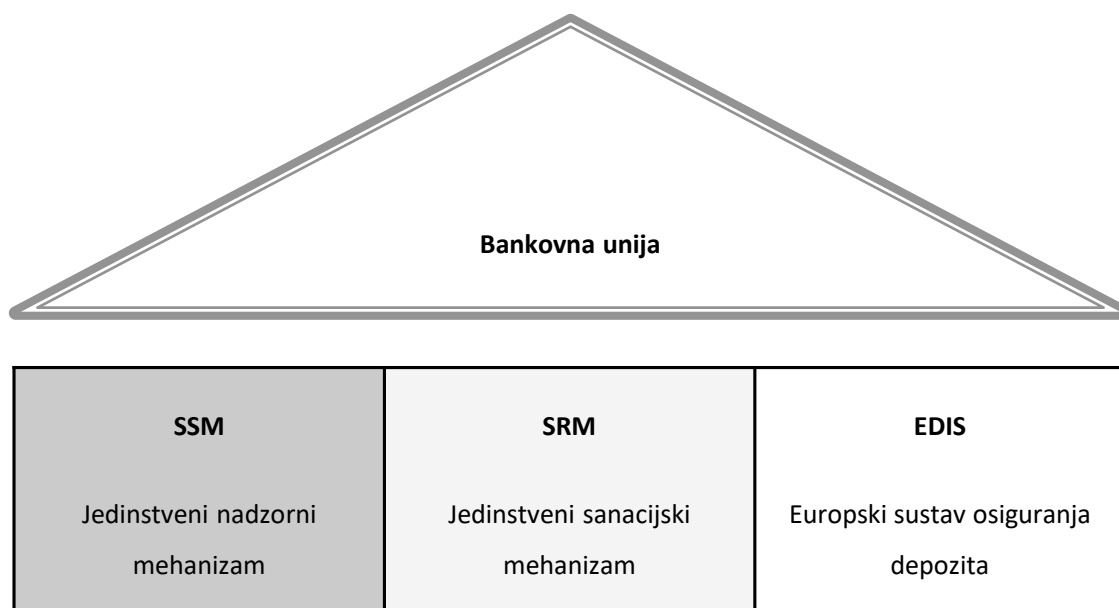 Bankovna unija
SSM
Jedinstveni nadzorni
mehanizam
SRM
Jedinstveni sanacijski
mehanizam
EDIS
Europski sustav osiguranja
depozita